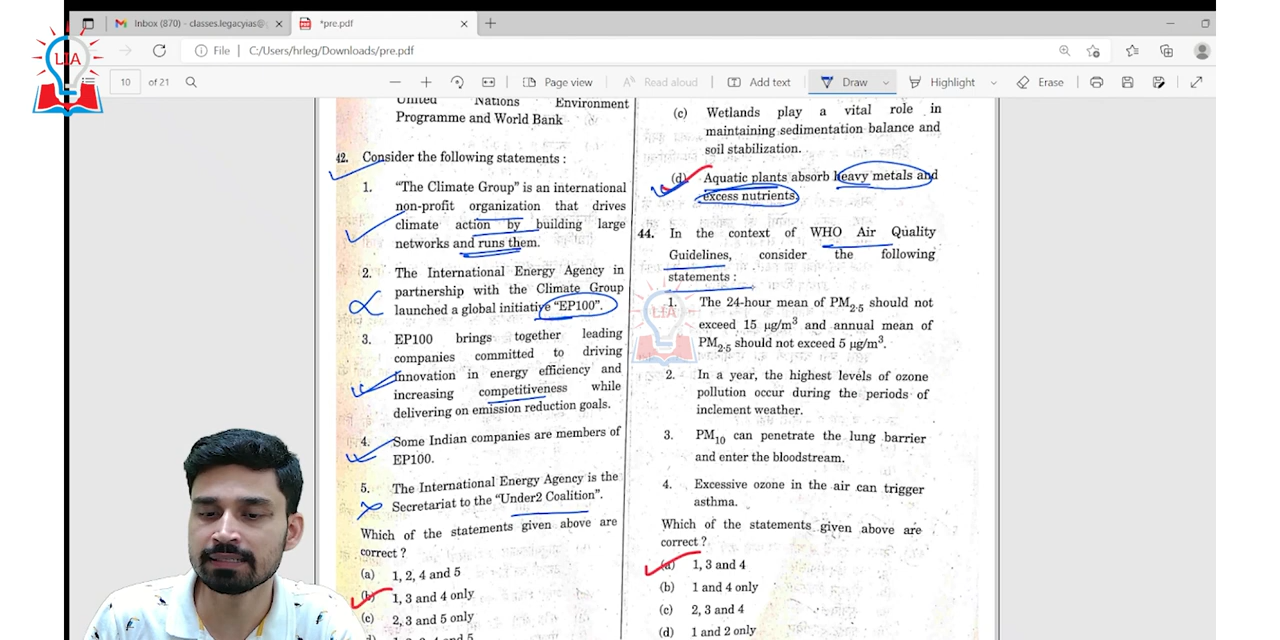 Inbox (870) - classes.legacyias@
*pre.pdf
File
C:/Users/hrleg/Downloads/pre.pdf
10 of 21
Page view
Read aloud
Add text
Draw
Highlight
Erase
LIA
United Nations Environment
Programme and World Bank
42. Consider the following statements :
1. "The Climate Group" is an international
non-profit organization that drives
climate action by building large
networks and runs them.
2. The International Energy Agency in
partnership with the Climate Group
launched a global initiative "EP100".
3. EP100 brings together leading
companies committed to driving
innovation in energy efficiency and
increasing competitiveness while
delivering on emission reduction goals.
4. Some Indian companies are members of
EP100.
5. The International Energy Agency is the
Secretariat to the "Under2 Coalition".
Which of the statements given above are
correct ?
(a) 1, 2, 4 and 5
(b) 1, 3 and 4 only
(c) 2, 3 and 5 only
(c) Wetlands play a vital role in
maintaining sedimentation balance and
soil stabilization.
(d) Aquatic plants absorb heavy metals and
excess nutrients.
44. In the context of WHO Air Quality
Guidelines, consider the following
statements :
1. The 24-hour mean of PM2.5 should not
exceed 15 µg/m³ and annual mean of
PM2.5 should not exceed 5 µg/m³.
2. In a year, the highest levels of ozone
pollution occur during the periods of
inclement weather.
3. PM10 can penetrate the lung barrier
and enter the bloodstream.
4. Excessive ozone in the air can trigger
asthma.
Which of the statements given above are
correct ?
(a) 1, 3 and 4
(b) 1 and 4 only
(c) 2, 3 and 4
(d) 1 and 2 only
LIA